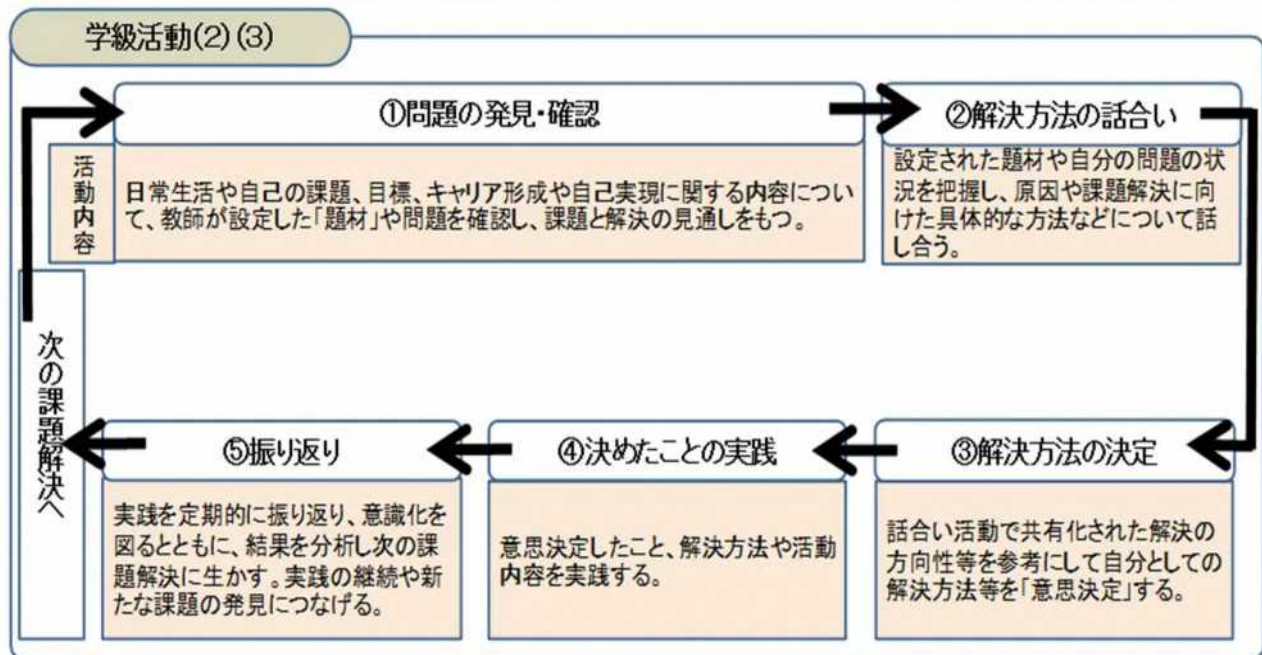 学級活動(2)(3)
①問題の発見・確認
活動内容
日常生活や自己の課題、目標、キャリア形成や自己実現に関する内容につい
て、教師が設定した「題材」や問題を確認し、課題と解決の見通しをもつ。
②解決方法の話合い
設定された題材や自分の問題の状
況を把握し、原因や課題解決に向
けた具体的な方法などについて話
し合う。
③解決方法の決定
話合い活動で共有化された解決の
方向性等を参考にして自分としての
解決方法等を「意思決定」する。
④決めたことの実践
意思決定したこと、解決方法や活動
内容を実践する。
⑤振り返り
実践を定期的に振り返り、意識化を
図るとともに、結果を分析し次の課
題解決に生かす。実践の継続や新
たな課題の発見につなげる。
次の課題解決へ